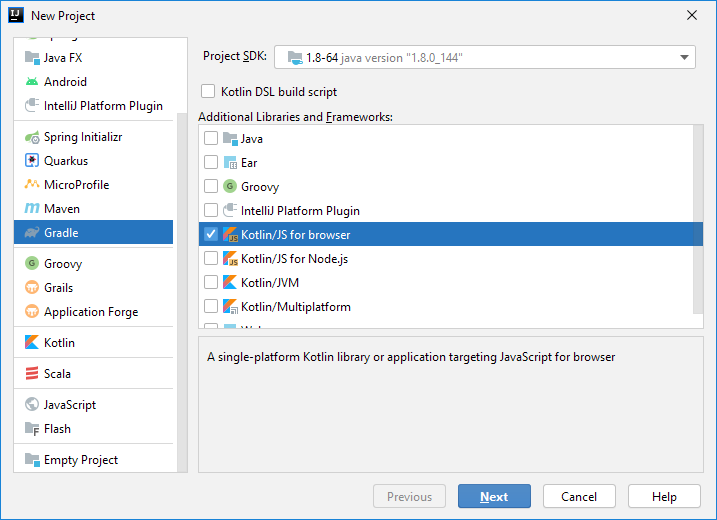 New Project
Java FX
Android
IntelliJ Platform Plugin
Spring Initializr
Quarkus
MicroProfile
Maven
Gradle
Groovy
Grails
Application Forge
Kotlin
Scala
JavaScript
Flash
Empty Project
Project SDK:
1.8-64 java version "1.8.0_144"
Kotlin DSL build script
Additional Libraries and Frameworks:
Java
Ear
Groovy
IntelliJ Platform Plugin
Kotlin/JS for browser
Kotlin/JS for Node.js
Kotlin/JVM
Kotlin/Multiplatform
A single-platform Kotlin library or application targeting JavaScript for browser
Previous
Next
Cancel
Help